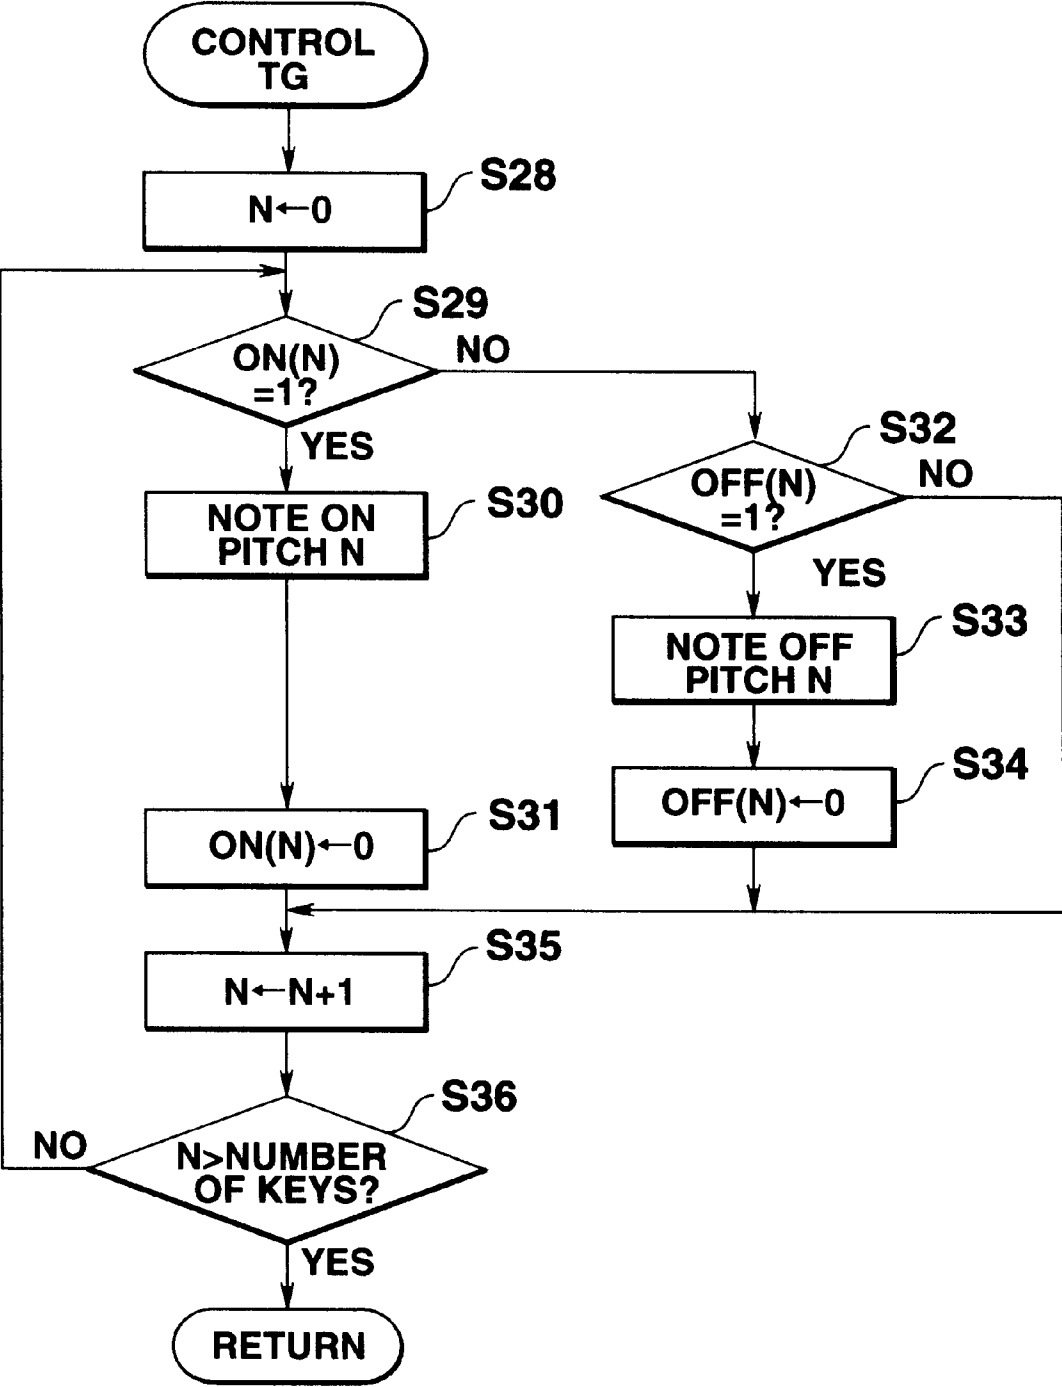 CONTROL
TG
S28
N←0
S29
ON(N)
=1?
NO
YES
S32
OFF(N)
=1?
NO
YES
S30
NOTE ON
PITCH N
S33
NOTE OFF
PITCH N
S34
OFF(N)←0
S31
ON(N)←0
S35
N←N+1
S36
N>NUMBER
OF KEYS?
NO
YES
RETURN